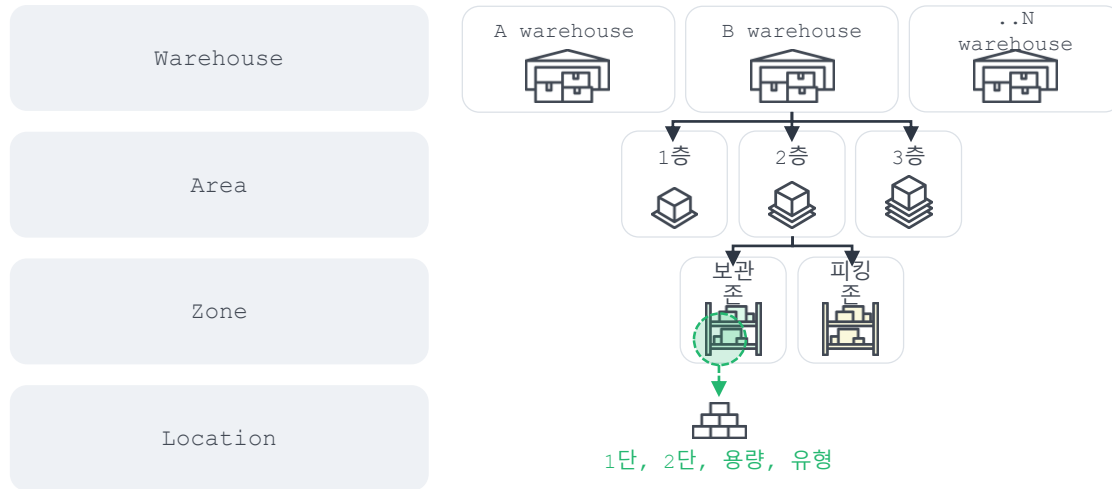 Warehouse
A warehouse
B warehouse
..N
warehouse
Area
1층
2층
3층
Zone
보관
존
피킹
존
Location
1단, 2단, 용량, 유형